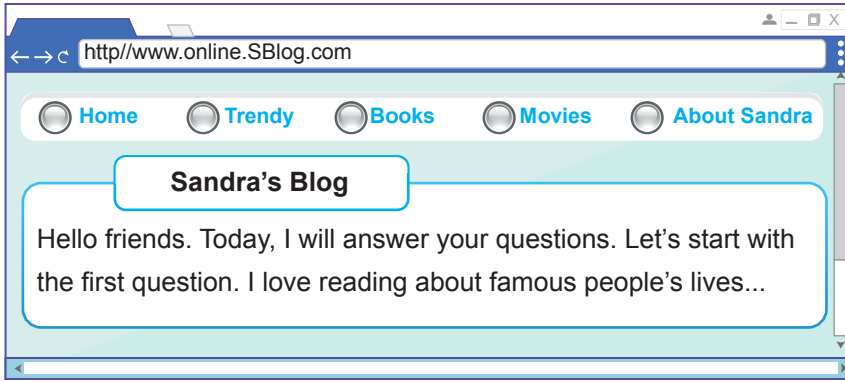 http//www.online.SBlog.com
Home Trendy Books Movies About Sandra
Sandra's Blog
Hello friends. Today, I will answer your questions. Let's start with
the first question. I love reading about famous people's lives...